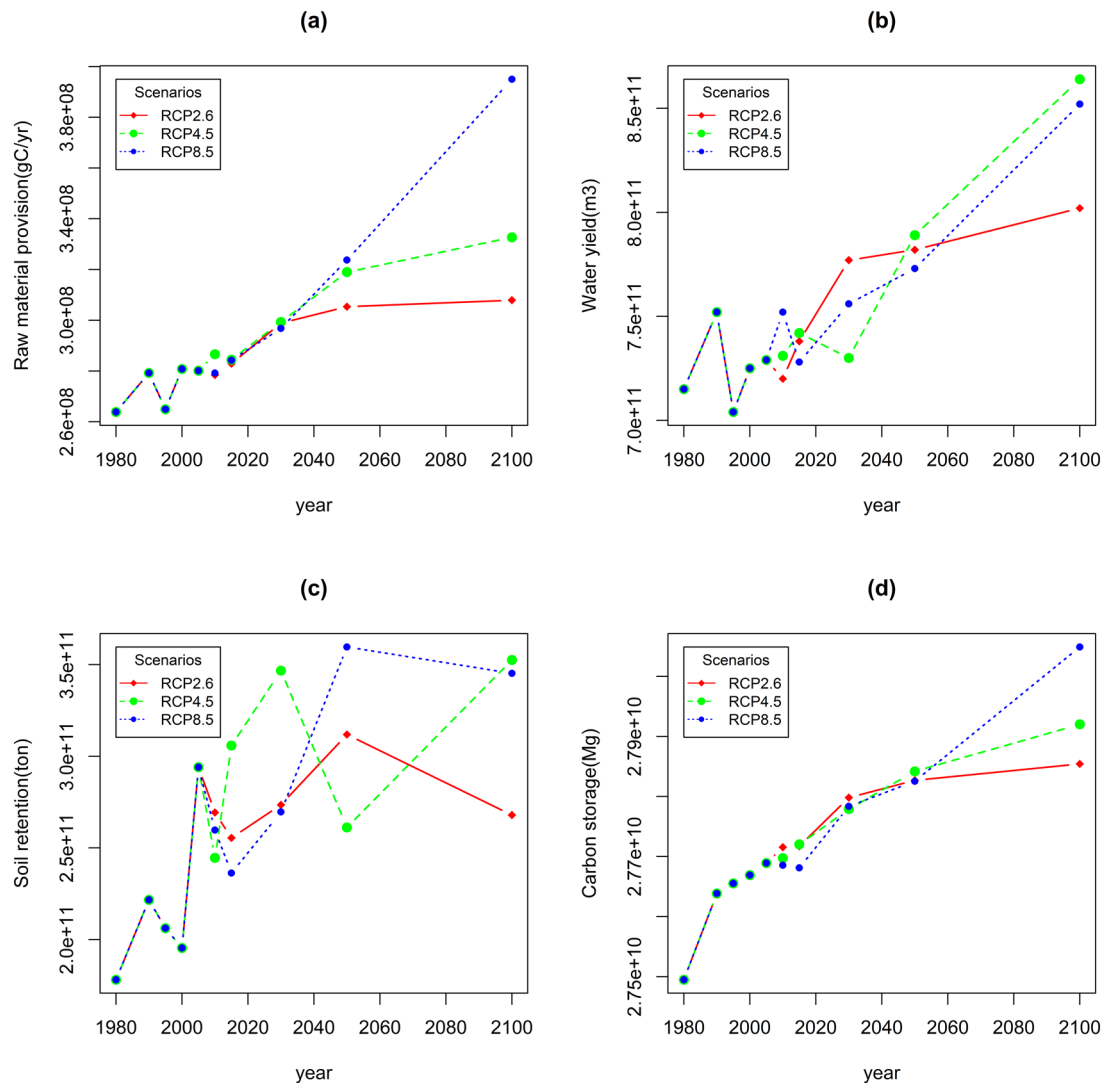 (a)
Raw material provision(gC/yr)
2.6e+08 3.0e+08 3.4e+08 3.8e+08
Scenarios
RCP2.6
RCP4.5
RCP8.5
1980 2000 2020 2040 2060 2080 2100
year
(b)
Water yield(m3)
7.0e+11 7.5e+11 8.0e+11 8.5e+11
Scenarios
RCP2.6
RCP4.5
RCP8.5
1980 2000 2020 2040 2060 2080 2100
year
(c)
Soil retention(ton)
2.0e+11 2.5e+11 3.0e+11 3.5e+11
Scenarios
RCP2.6
RCP4.5
RCP8.5
1980 2000 2020 2040 2060 2080 2100
year
(d)
Carbon storage(Mg)
2.75e+10 2.77e+10 2.79e+10
Scenarios
RCP2.6
RCP4.5
RCP8.5
1980 2000 2020 2040 2060 2080 2100
year